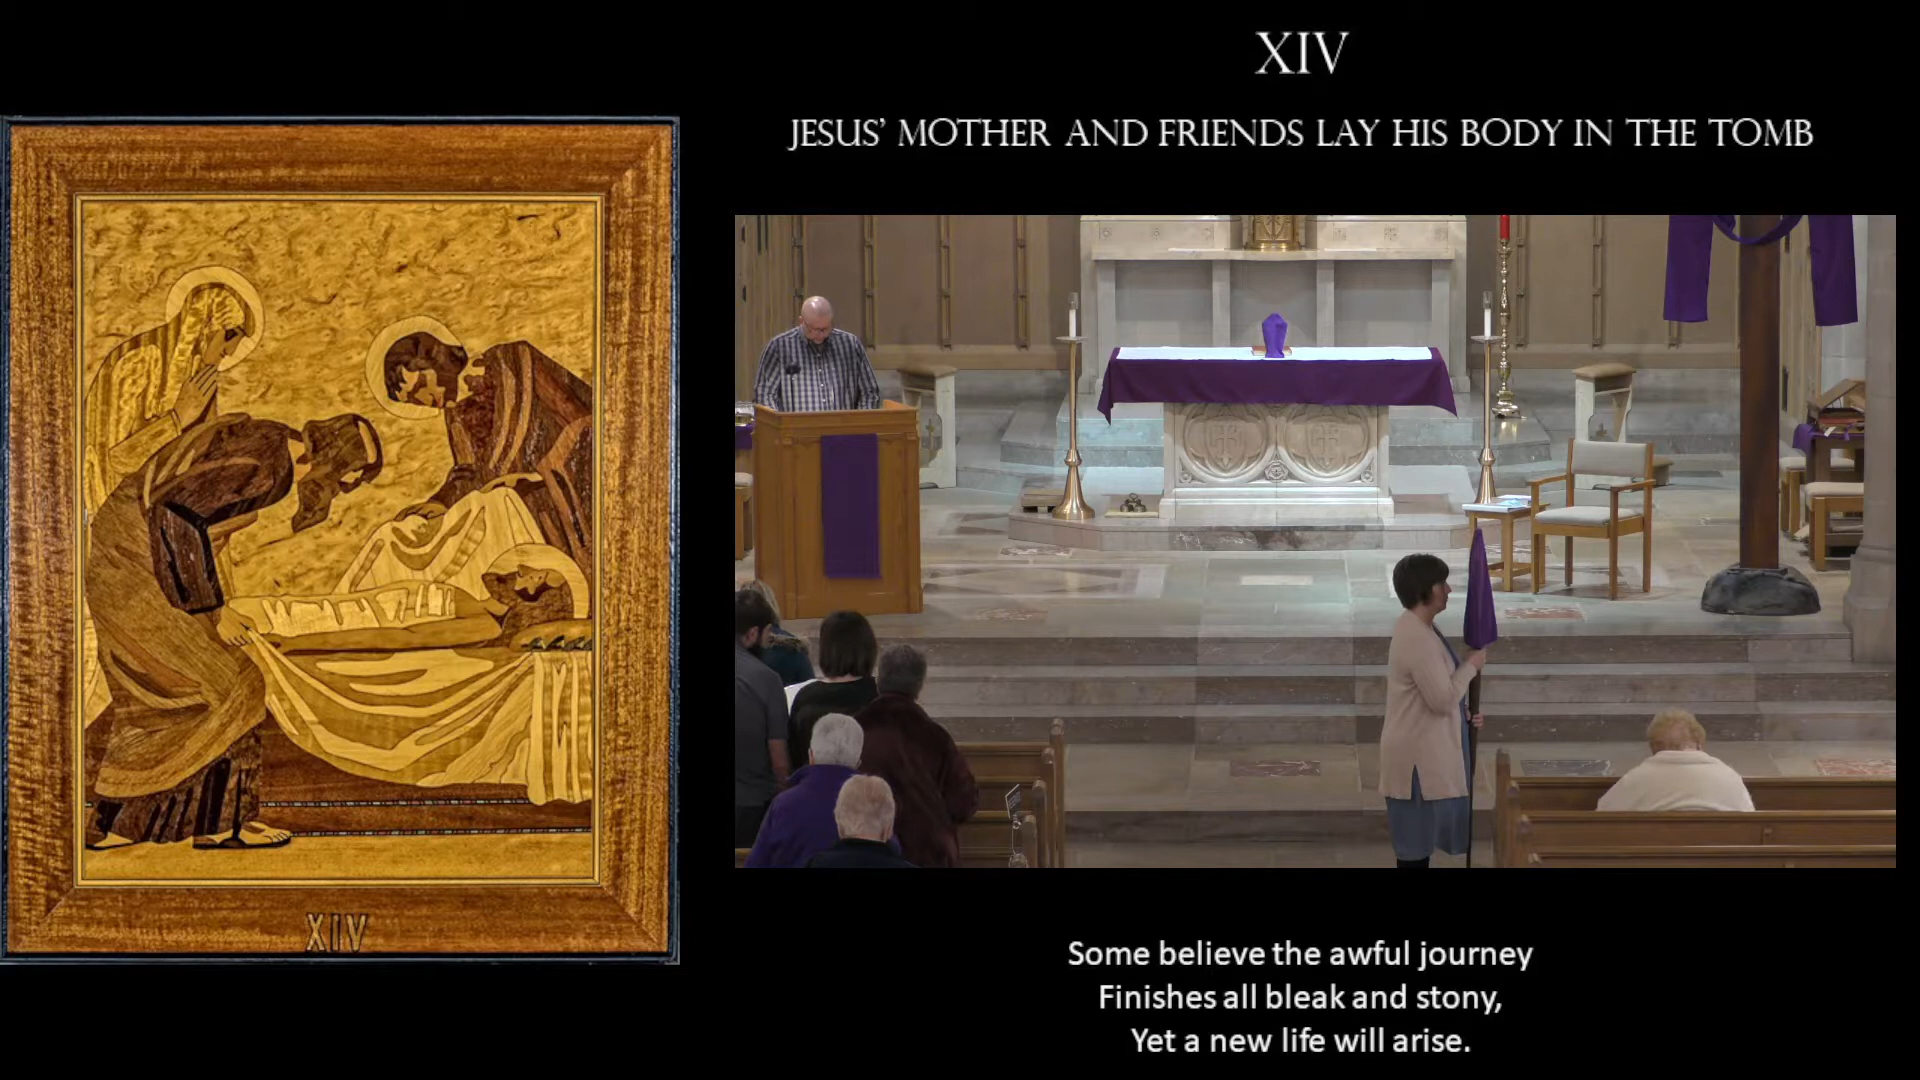 XIV
JESUS' MOTHER AND FRIENDS LAY HIS BODY IN THE TOMB
XIV
Some believe the awful journey
Finishes all bleak and stony,
Yet a new life will arise.